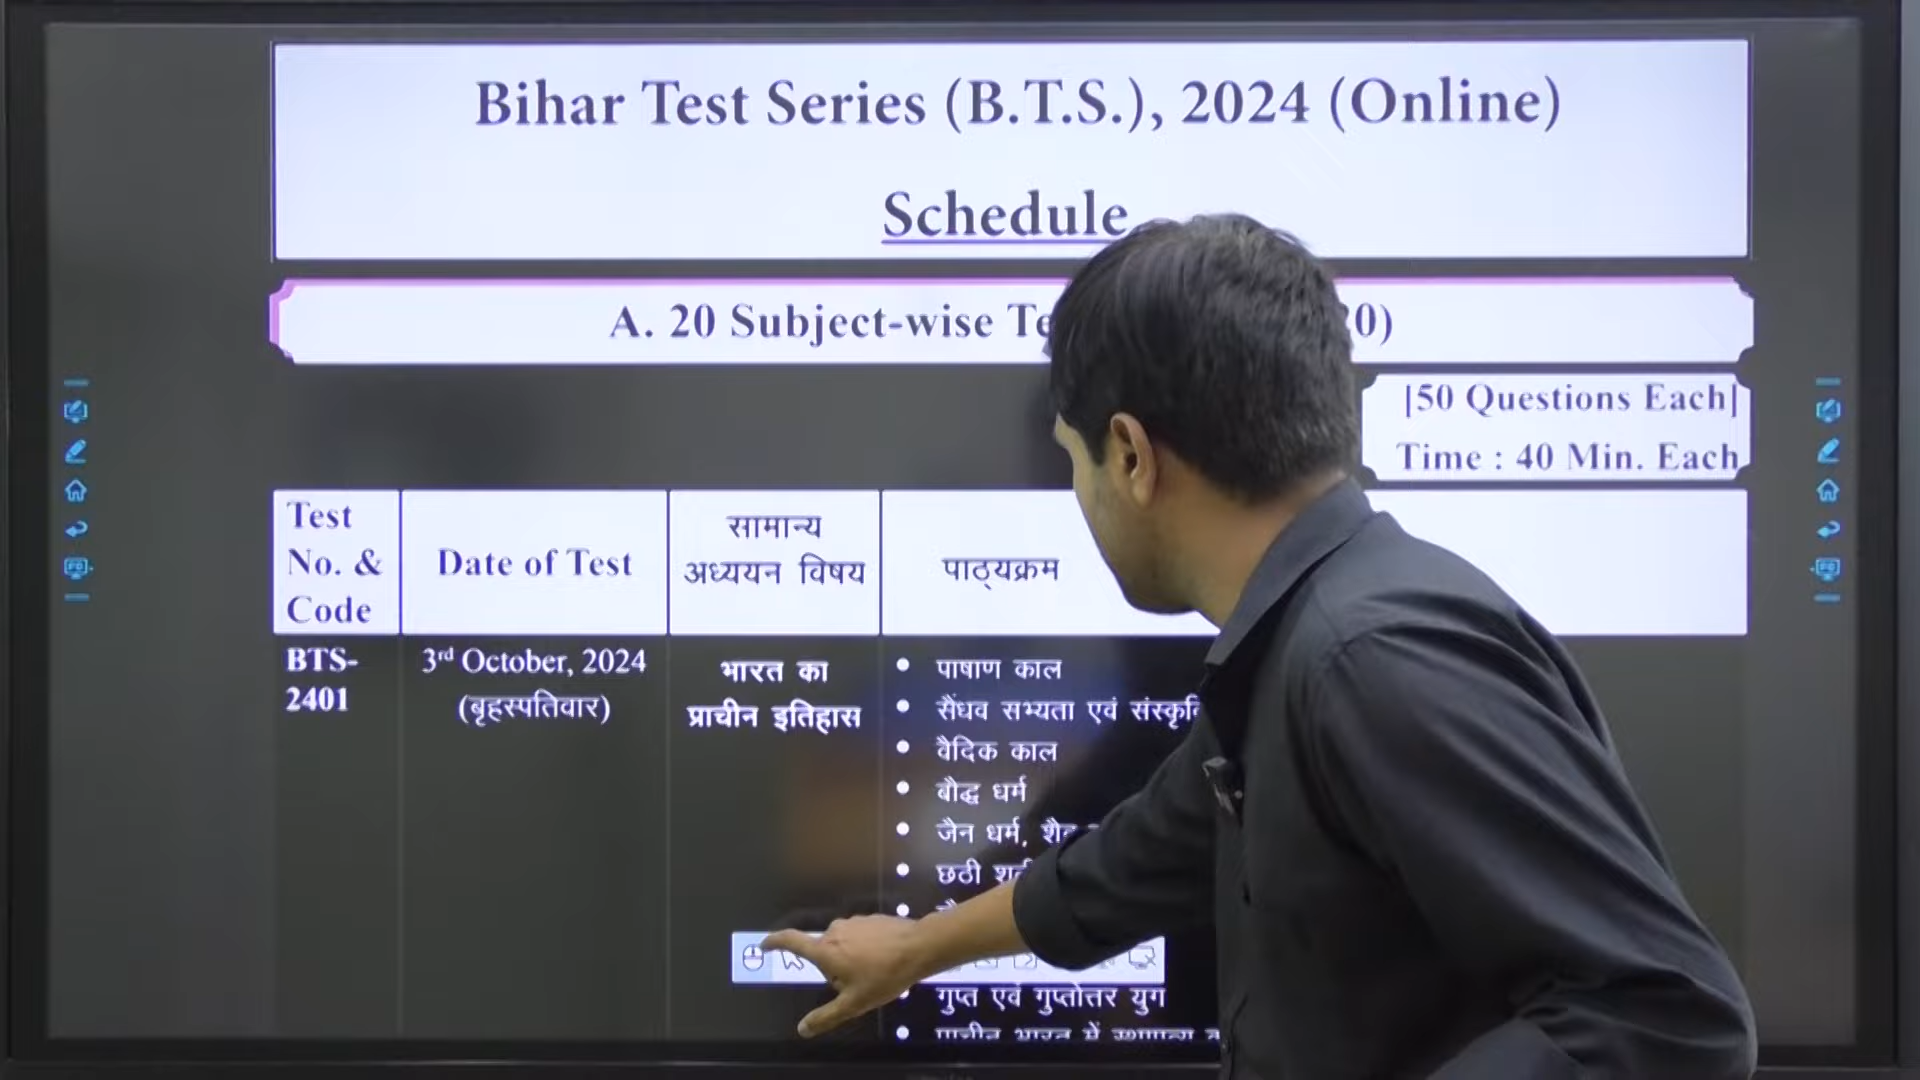 Bihar Test Series (B.T.S.), 2024 (Online)
Schedule
A. 20 Subject-wise
[50 Questions Each]
Time : 40 Min. Each
Test
No. &
Code
Date of Test
सामान्य
अध्ययन विषय
पाठ्यक्रम
BTS-
2401
3rd October, 2024
(बृहस्पतिवार)
भारत का
प्राचीन इतिहास
• पाषाण काल
• सैंधव सभ्यता एवं
• वैदिक काल
• बौद्ध धर्म
• जैन धर्म,
• छठी
• गुप्त एवं गुप्तोत्तर युग
• प्राचीन भारत में